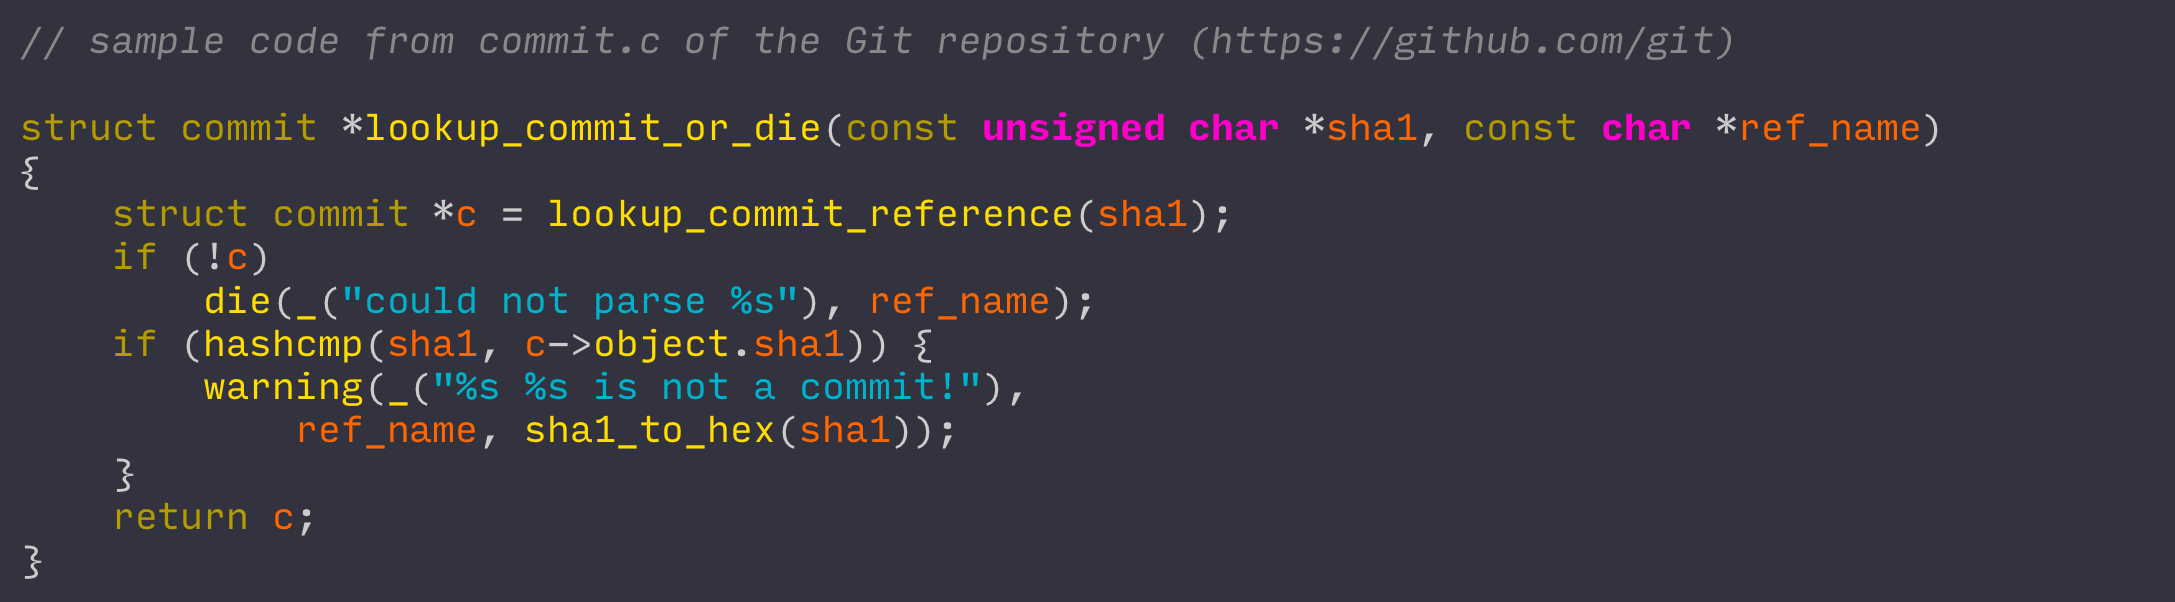 // sample code from commit.c of the Git repository (https://github.com/git)

struct commit *lookup_commit_or_die(const unsigned char *sha1, const char *ref_name)
{
    struct commit *c = lookup_commit_reference(sha1);
    if (!c)
        die(_("could not parse %s"), ref_name);
    if (hashcmp(sha1, c->object.sha1)) {
        warning(_("%s %s is not a commit!"),
            ref_name, sha1_to_hex(sha1));
    }
    return c;
}